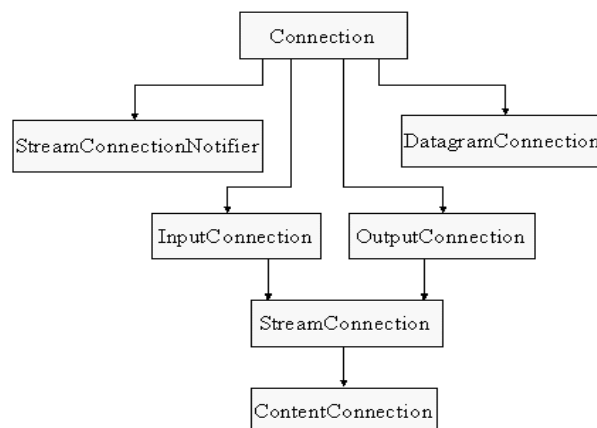 Connection
StreamConnectionNotifier
DatagramConnection
InputConnection
OutputConnection
StreamConnection
ContentConnection